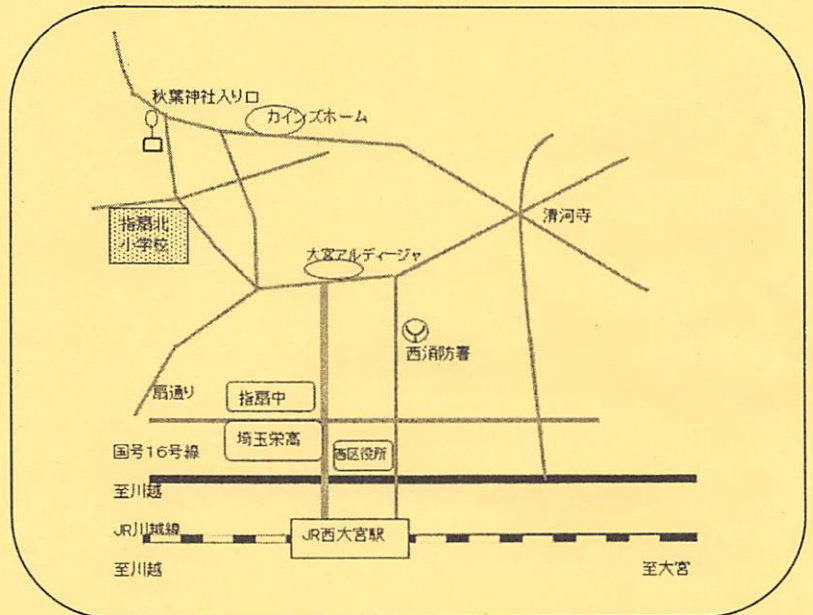 秋葉神社入り口
カインズホーム
指扇北
小学校
清河寺
大宮アルディージャ
西消防署
扇通り
指扇中
埼玉栄高
西区役所
国号16号線
至川越
JR川越線
JR西大宮駅
至川越
至大宮